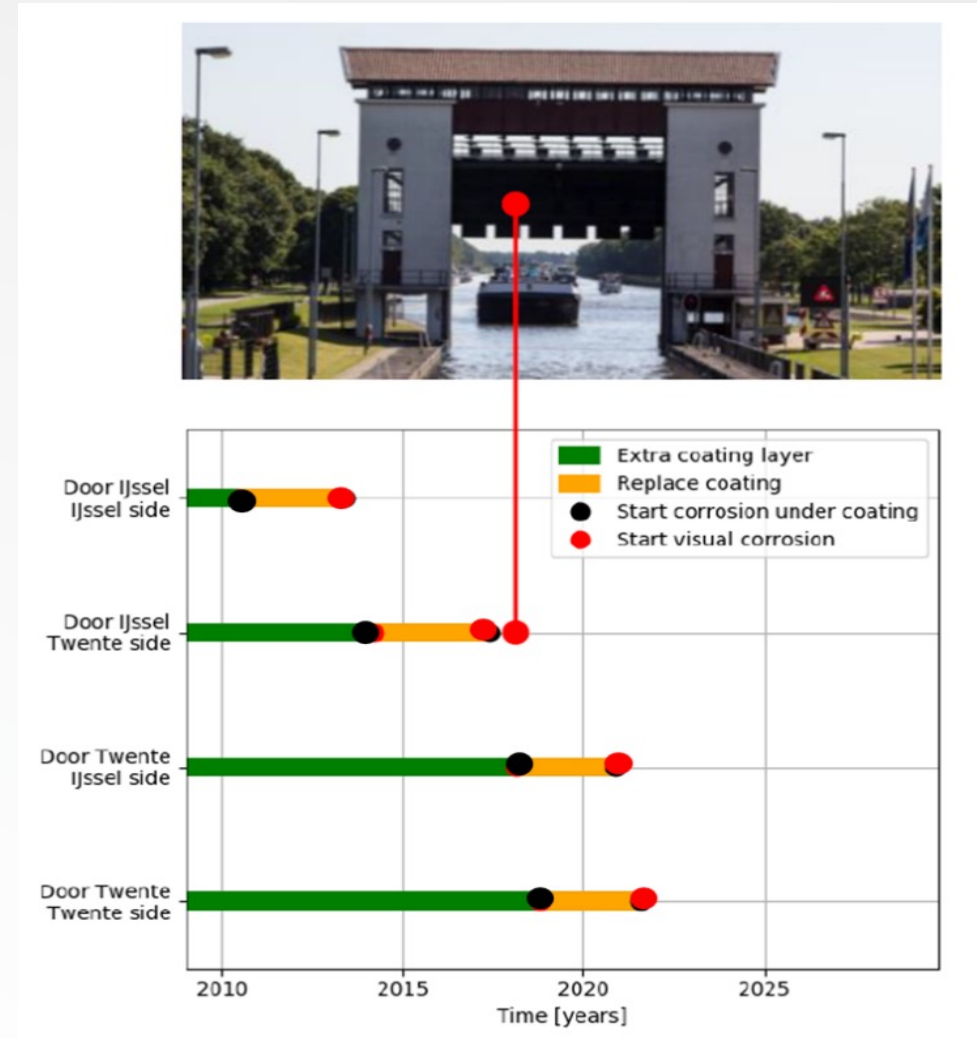 Door IJssel
IJssel side
Door IJssel
Twente side
Door Twente
IJssel side
Door Twente
Twente side
Extra coating layer
Replace coating
Start corrosion under coating
Start visual corrosion
2010
2015
2020
2025
Time [years]